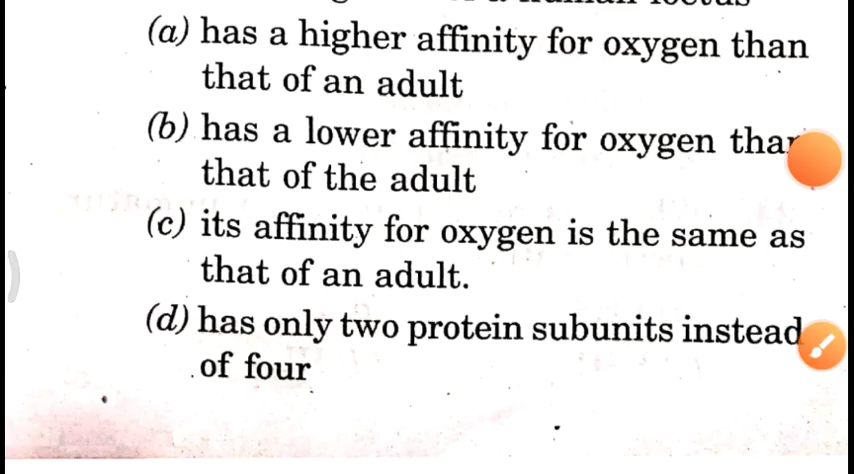 (a) has a higher affinity for oxygen than
that of an adult
(b) has a lower affinity for oxygen
that of the adult
(c) its affinity for oxygen is the same as
that of an adult.
(d) has only two protein subunits instead
of four